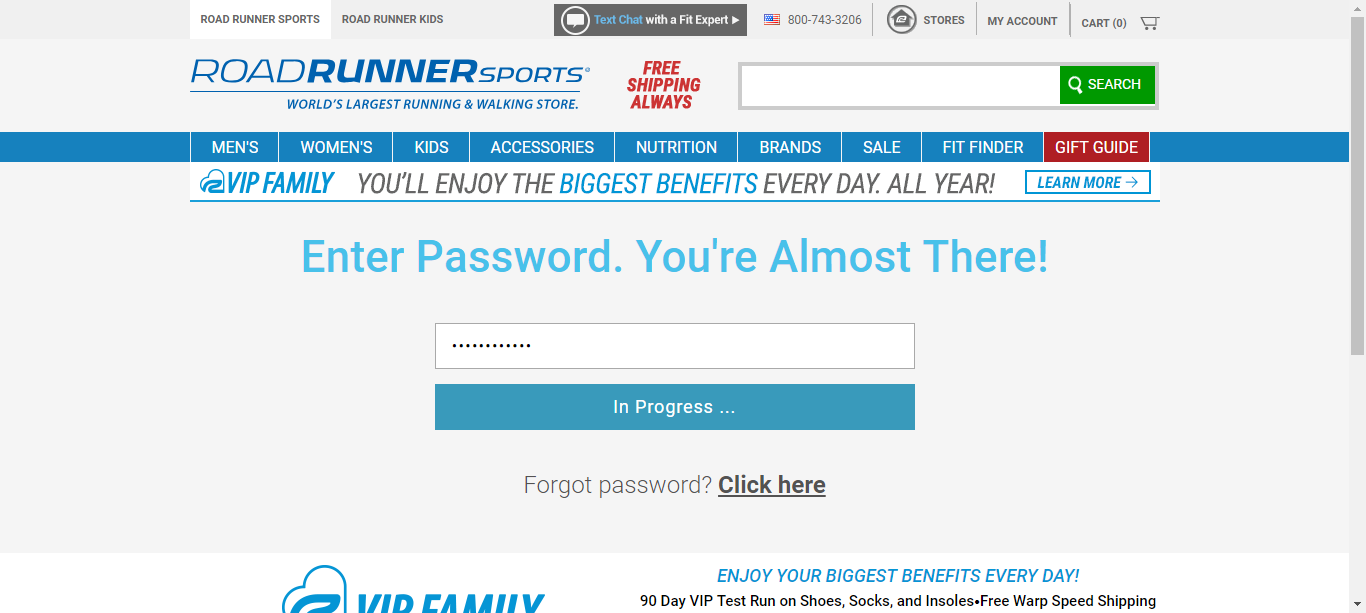 ROAD RUNNER SPORTS
ROAD RUNNER KIDS
Text Chat with a Fit Expert
800-743-3206
STORES
MY ACCOUNT
CART (0)
ROADRUNNERSPORTS
WORLD'S LARGEST RUNNING & WALKING STORE.
FREE
SHIPPING
ALWAYS
SEARCH
MEN'S
WOMEN'S
KIDS
ACCESSORIES
NUTRITION
BRANDS
SALE
FIT FINDER
GIFT GUIDE
VIP FAMILY
YOU'LL ENJOY THE BIGGEST BENEFITS EVERY DAY. ALL YEAR!
LEARN MORE →
Enter Password. You're Almost There!
••••••••••••
In Progress ...
Forgot password? Click here
VIP FAMILY
ENJOY YOUR BIGGEST BENEFITS EVERY DAY!
90 Day VIP Test Run on Shoes, Socks, and Insoles•Free Warp Speed Shipping